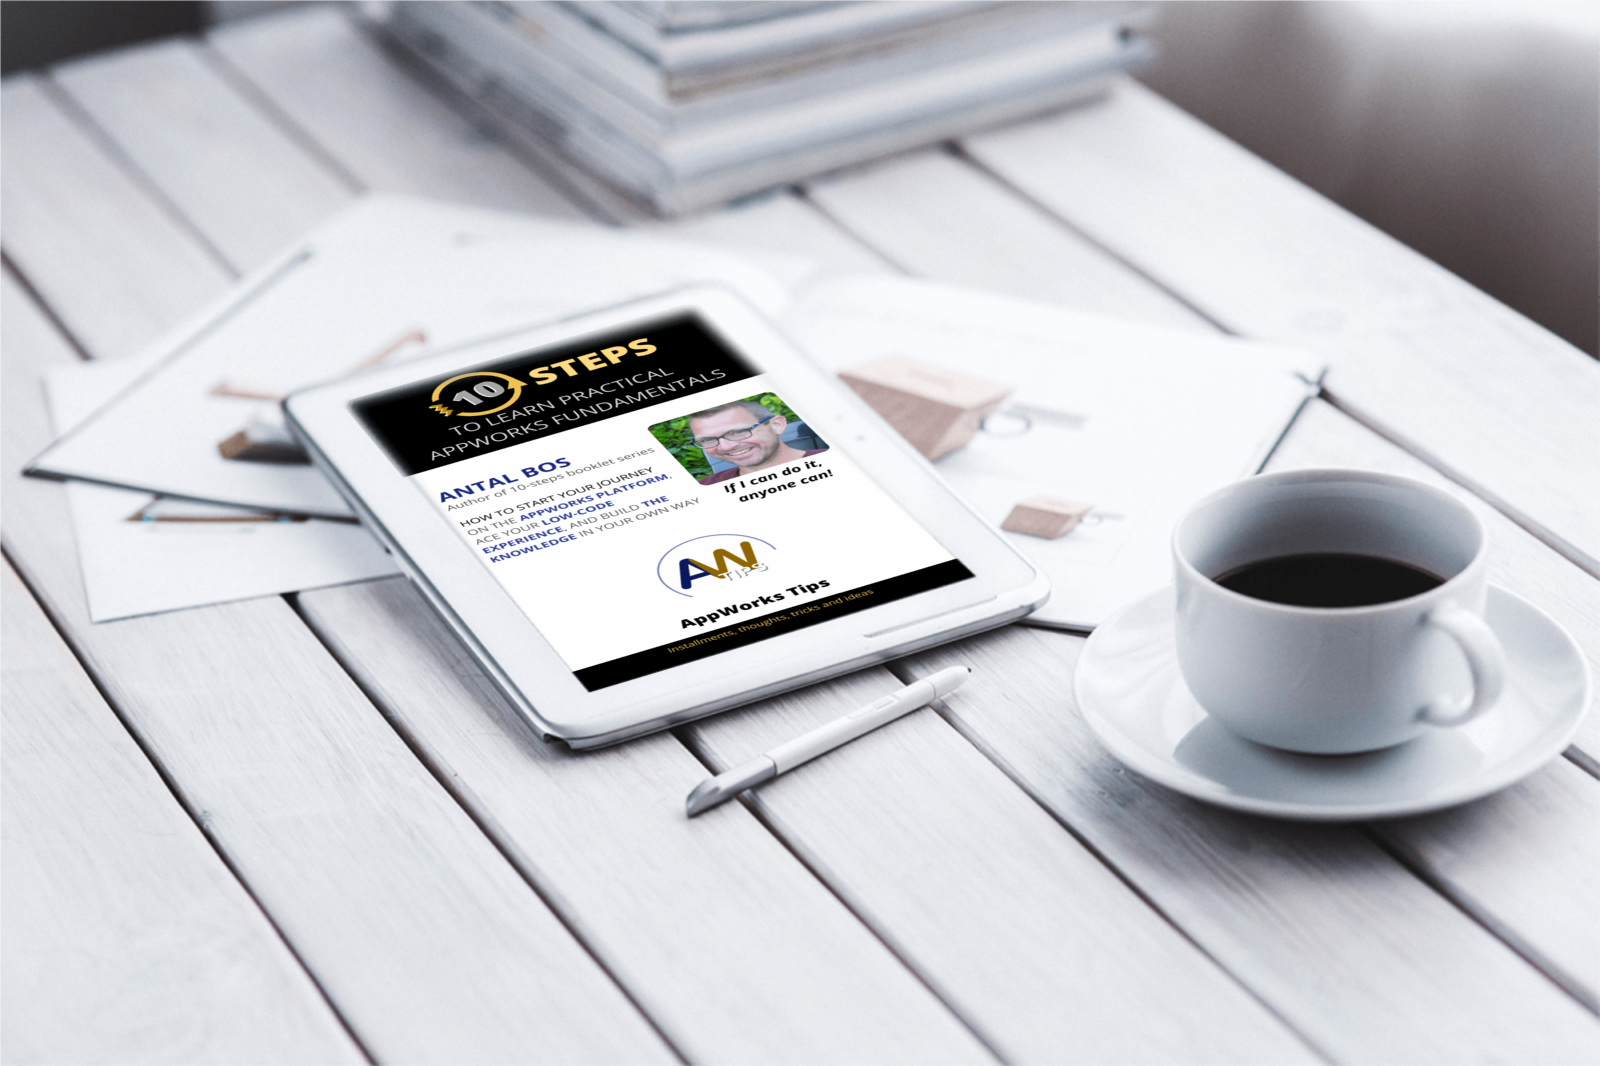 10 STEPS
TO LEARN PRACTICAL
APPWORKS FUNDAMENTALS
ANTAL BOS
Author of 10-steps booklet series
HOW TO START YOUR JOURNEY
ON THE APPWORKS PLATFORM,
ACE YOUR LOW-CODE
EXPERIENCE, AND BUILD THE
KNOWLEDGE IN YOUR OWN WAY
If I can do it,
anyone can!
AW
TIPS
AppWorks Tips
Installments, thoughts, tricks and ideas